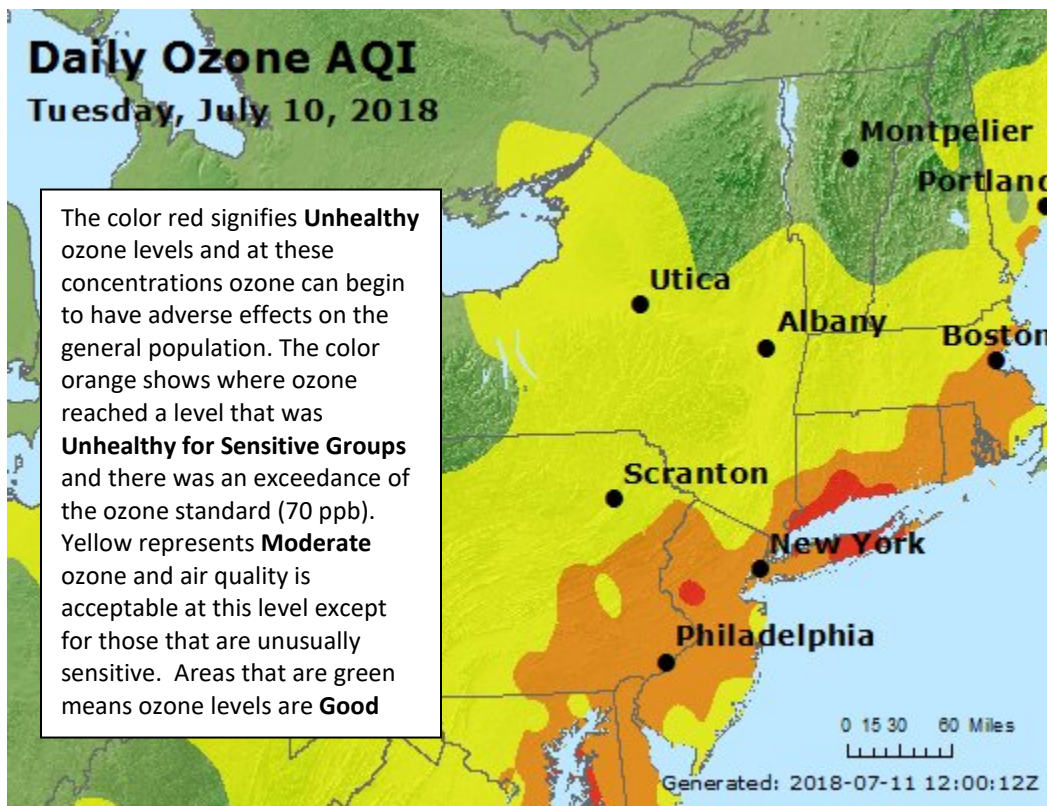 Daily Ozone AQI
Tuesday, July 10, 2018
Montpelier
Portland
The color red signifies Unhealthy
ozone levels and at these
concentrations ozone can begin
to have adverse effects on the
general population. The color
orange shows where ozone
reached a level that was
Unhealthy for Sensitive Groups
and there was an exceedance of
the ozone standard (70 ppb).
Yellow represents Moderate
ozone and air quality is
acceptable at this level except
for those that are unusually
sensitive.  Areas that are green
means ozone levels are Good
Utica
Albany
Boston
Scranton
New York
Philadelphia
0 15 30 60 Miles
Generated: 2018-07-11 12:00:12Z